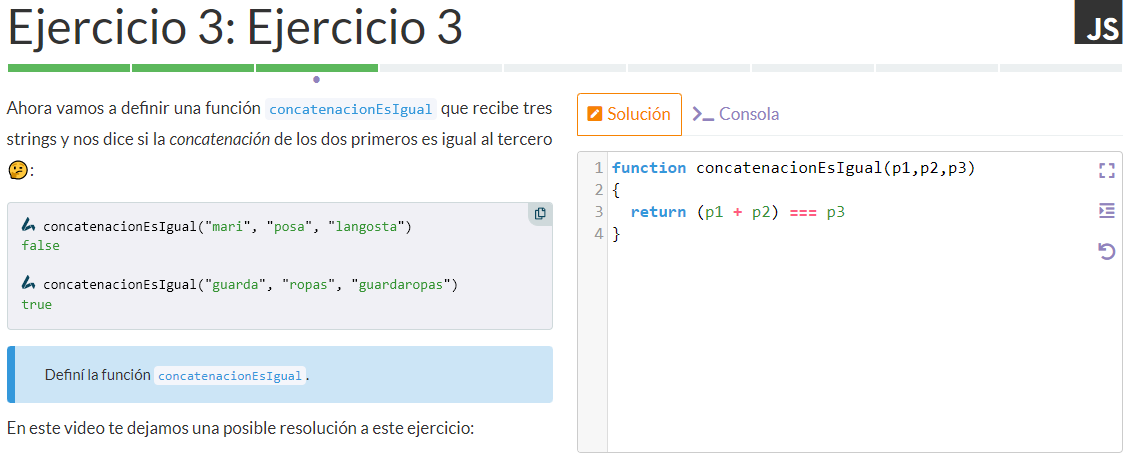 Ejercicio 3: Ejercicio 3
JS
Ahora vamos a definir una función concatenacionEsIgual que recibe tres
strings y nos dice si la concatenación de los dos primeros es igual al tercero
🤔:
concatenacionEsIgual("mari", "posa", "langosta")
false
concatenacionEsIgual("guarda", "ropas", "guardaropas")
true
Definí la función concatenacionEsIgual.
En este video te dejamos una posible resolución a este ejercicio:
Solución
Consola
1 function concatenacionEsIgual(p1,p2,p3)
2 {
3   return (p1 + p2) === p3
4 }